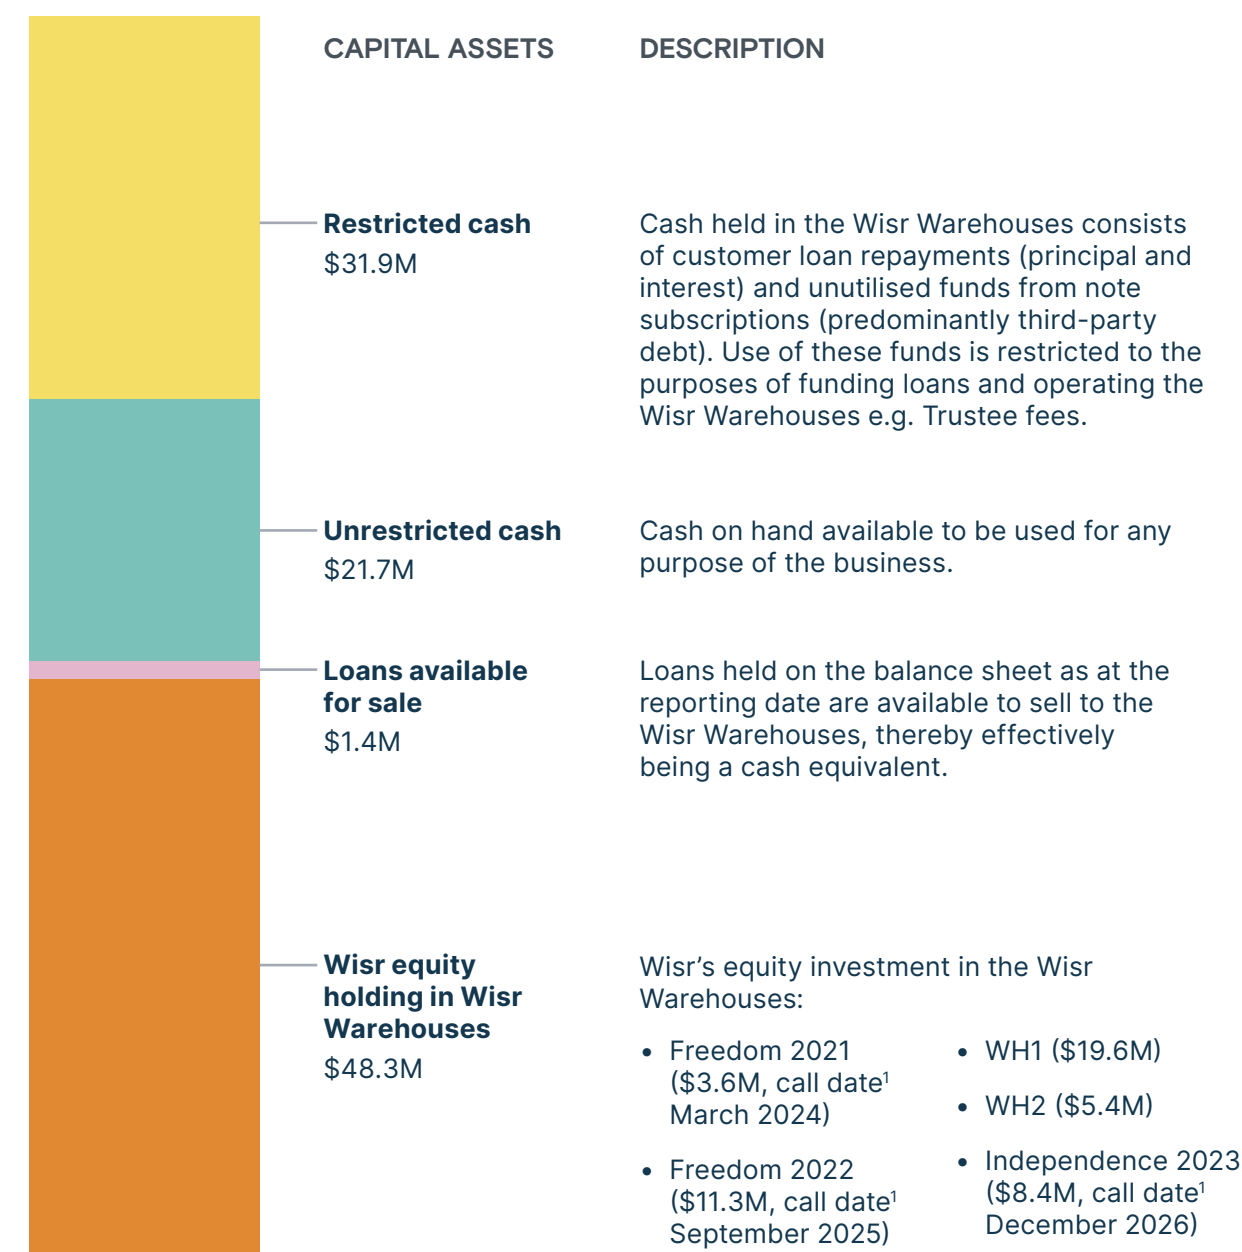 CAPITAL ASSETS
DESCRIPTION
Restricted cash
$31.9M
Cash held in the Wisr Warehouses consists
of customer loan repayments (principal and
interest) and unutilised funds from note
subscriptions (predominantly third-party
debt). Use of these funds is restricted to the
purposes of funding loans and operating the
Wisr Warehouses e.g. Trustee fees.
Unrestricted cash
$21.7M
Cash on hand available to be used for any
purpose of the business.
Loans available
for sale
$1.4M
Loans held on the balance sheet as at the
reporting date are available to sell to the
Wisr Warehouses, thereby effectively
being a cash equivalent.
Wisr equity
holding in Wisr
Warehouses
$48.3M
Wisr’s equity investment in the Wisr
Warehouses:
• Freedom 2021
($3.6M, call date¹
March 2024)
• Freedom 2022
($11.3M, call date¹
September 2025)
• WH1 ($19.6M)
• WH2 ($5.4M)
• Independence 2023
($8.4M, call date¹
December 2026)